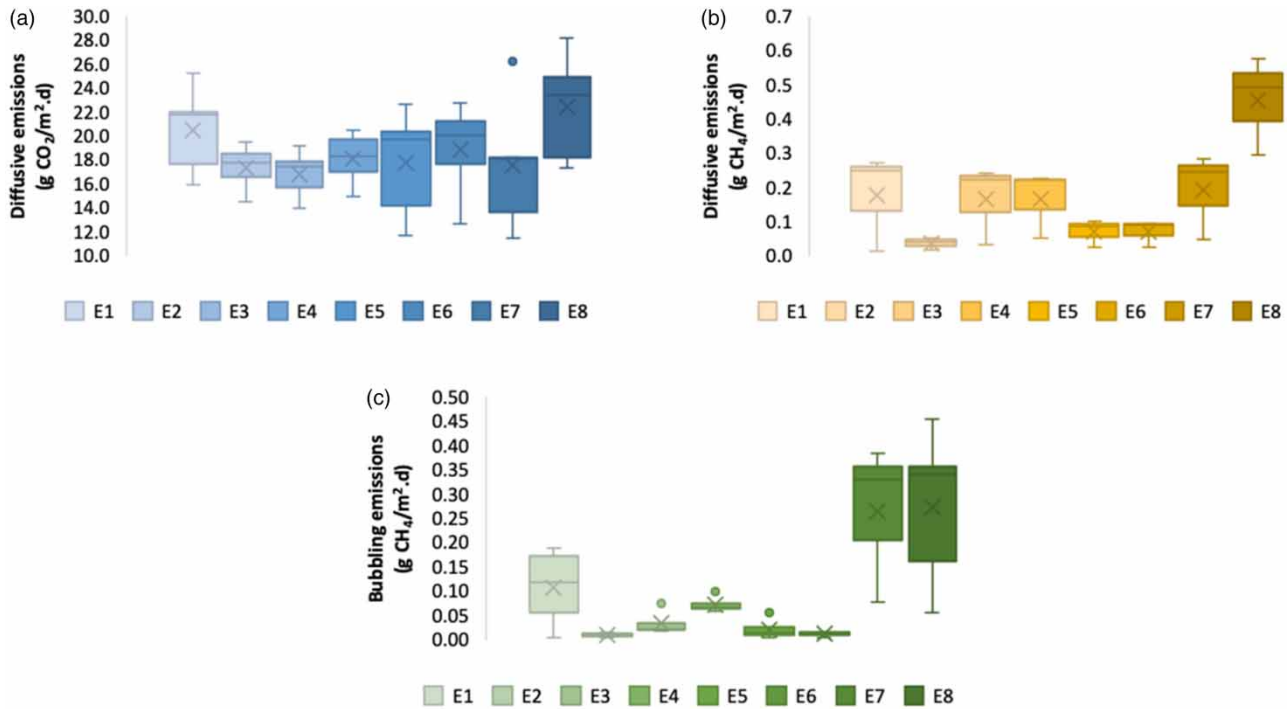 (a)
Diffusive emissions
(g CO₂/m².d)
30.0
28.0
26.0
24.0
22.0
20.0
18.0
16.0
14.0
12.0
10.0
E1 E2 E3 E4 E5 E6 E7 E8
(b)
Diffusive emissions
(g CH₄/m².d)
0.7
0.6
0.5
0.4
0.3
0.2
0.1
0.0
E1 E2 E3 E4 E5 E6 E7 E8
(c)
Bubbling emissions
(g CH₄/m².d)
0.50
0.45
0.40
0.35
0.30
0.25
0.20
0.15
0.10
0.05
0.00
E1 E2 E3 E4 E5 E6 E7 E8